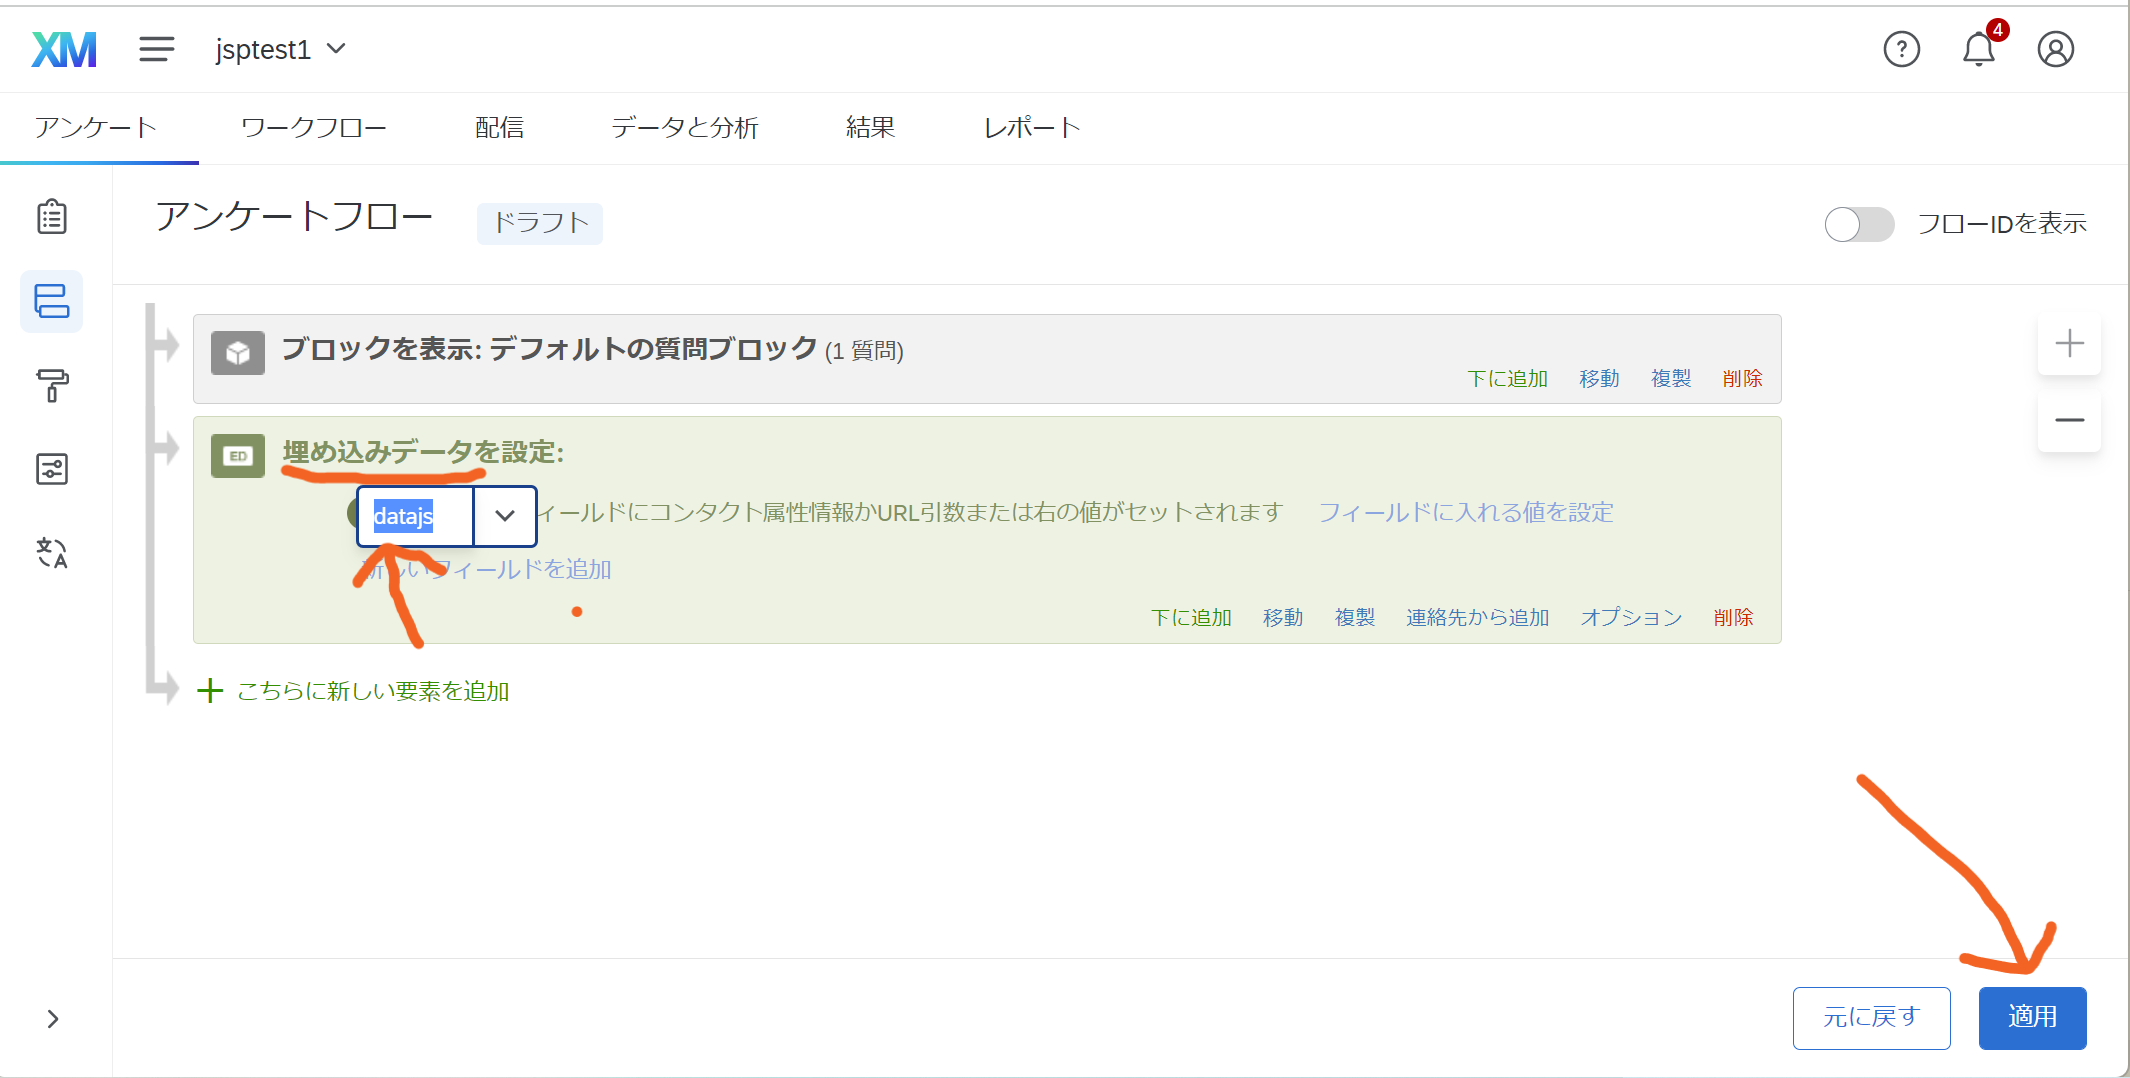 XM
jsptest1
4
アンケート
ワークフロー
配信
データと分析
結果
レポート
アンケートフロー
ドラフト
フローIDを表示
ブロックを表示: デフォルトの質問ブロック (1 質問)
下に追加
移動
複製
削除
ED
埋め込みデータを設定:
datajs
ィールドにコンタクト属性情報かURL引数または右の値がセットされます
フィールドに入れる値を設定
新しいフィールドを追加
下に追加
移動
複製
連絡先から追加
オプション
削除
こちらに新しい要素を追加
元に戻す
適用